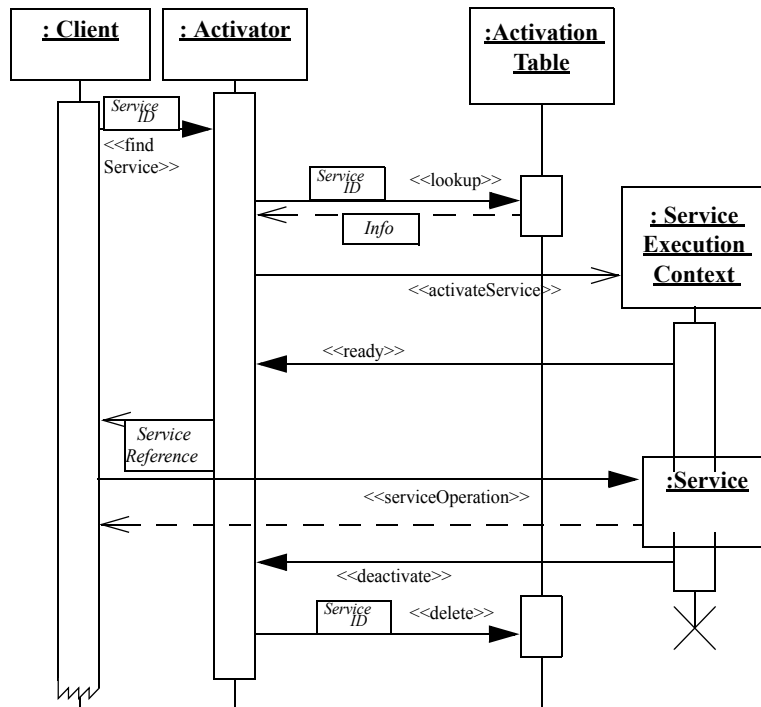 : Client
: Activator
:Activation
Table
Service
ID
<<find
Service>>
Service
ID
<<lookup>>
Info
: Service
Execution
Context
<<activateService>>
<<ready>>
Service
Reference
:Service
<<serviceOperation>>
<<deactivate>>
Service
ID
<<delete>>